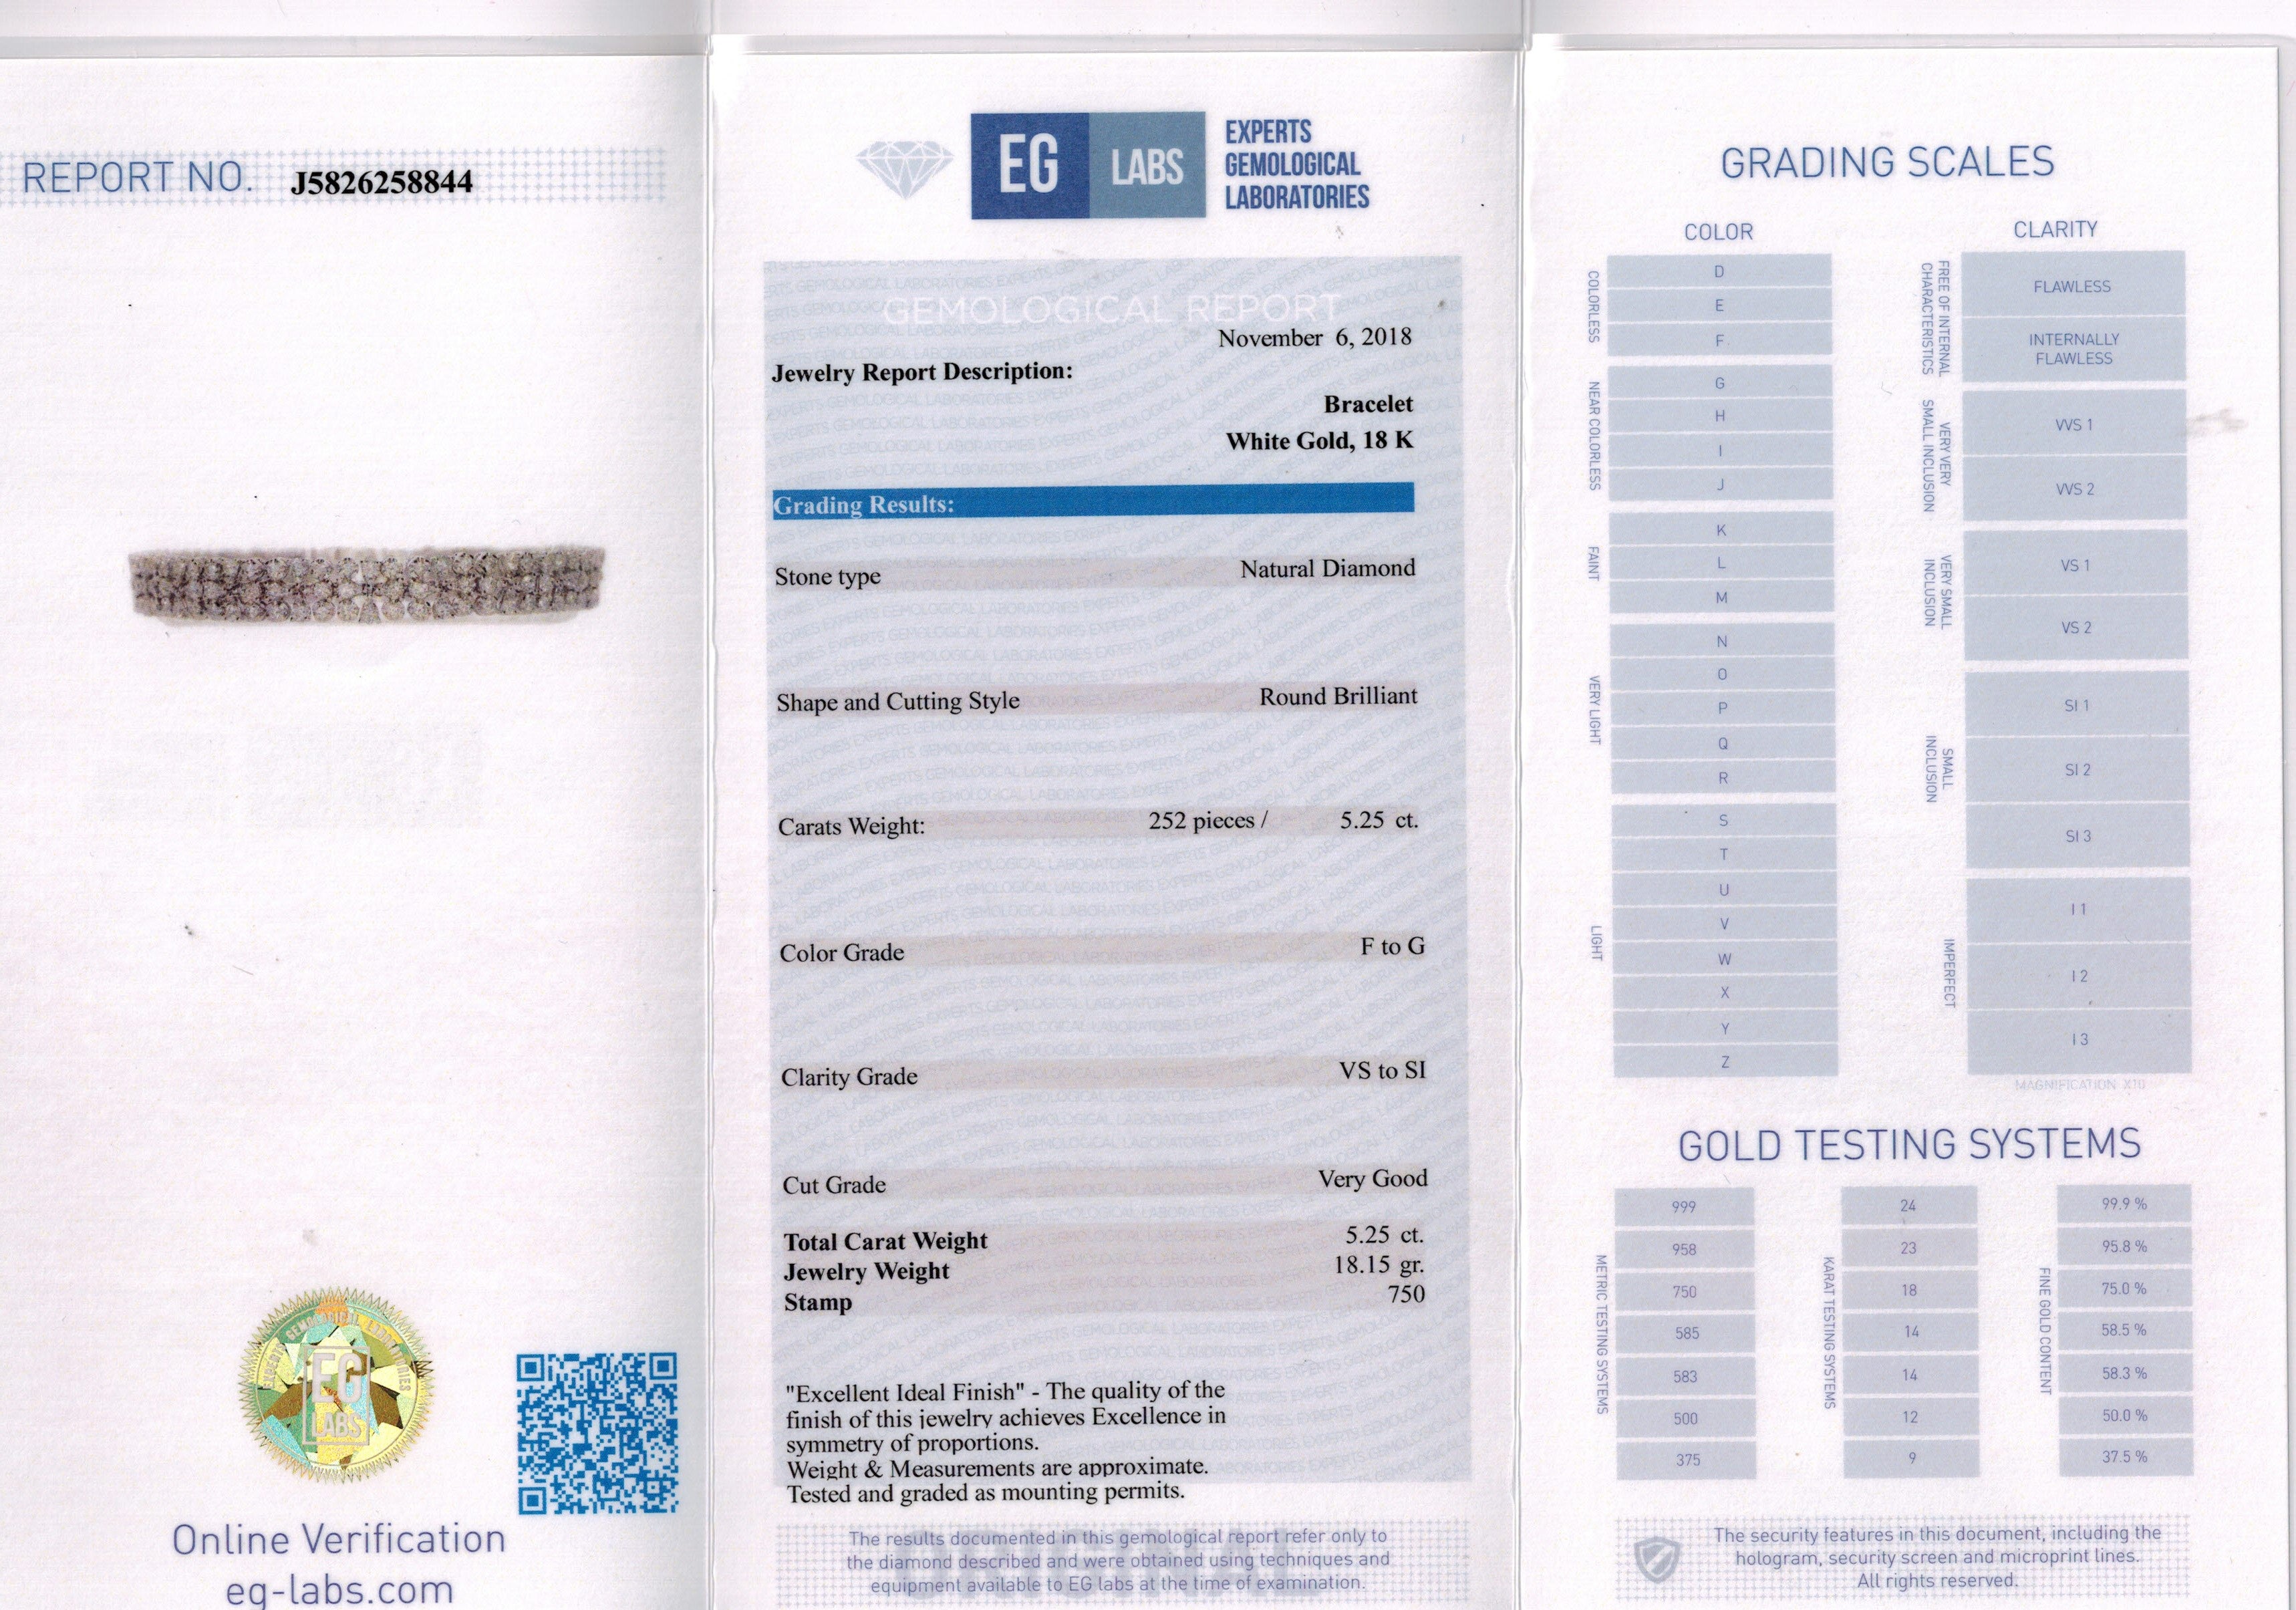 REPORT NO. J5826258844
GEMOLOGICAL LABORATORIES
EXPERTS
EG
LABS
Online Verification
eg-labs.com
EG LABS
EXPERTS
GEMOLOGICAL
LABORATORIES
GEMOLOGICAL REPORT
November 6, 2018
Jewelry Report Description:
Bracelet
White Gold, 18 K
Grading Results:
Stone type Natural Diamond
Shape and Cutting Style Round Brilliant
Carats Weight: 252 pieces / 5.25 ct.
Color Grade F to G
Clarity Grade VS to SI
Cut Grade Very Good
Total Carat Weight 5.25 ct.
Jewelry Weight 18.15 gr.
Stamp 750
"Excellent Ideal Finish" - The quality of the
finish of this jewelry achieves Excellence in
symmetry of proportions.
Weight & Measurements are approximate.
Tested and graded as mounting permits.
The results documented in this gemological report refer only to
the diamond described and were obtained using techniques and
equipment available to EG labs at the time of examination.
GRADING SCALES
COLOR
COLORLESS
D
E
F
NEAR COLORLESS
G
H
I
J
FAINT
K
L
M
VERY LIGHT
N
O
P
Q
R
LIGHT
S
T
U
V
W
X
Y
Z
CLARITY
FREE OF INTERNAL
CHARACTERISTICS
FLAWLESS
INTERNALLY
FLAWLESS
VERY VERY
SMALL INCLUSION
VVS 1
VVS 2
VERY SMALL
INCLUSION
VS 1
VS 2
SMALL
INCLUSION
SI 1
SI 2
SI 3
IMPERFECT
I 1
I 2
I 3
MAGNIFICATION X10
GOLD TESTING SYSTEMS
METRIC TESTING SYSTEMS
999
958
750
585
583
500
375
KARAT TESTING SYSTEMS
24
23
18
14
14
12
9
FINE GOLD CONTENT
99.9 %
95.8 %
75.0 %
58.5 %
58.3 %
50.0 %
37.5 %
The security features in this document, including the
hologram, security screen and microprint lines.
All rights reserved.